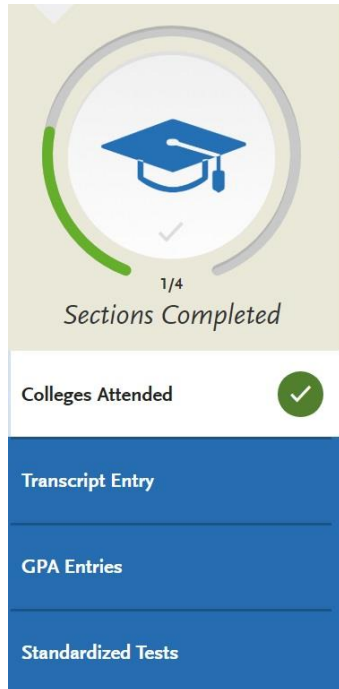 1/4
Sections Completed
Colleges Attended
Transcript Entry
GPA Entries
Standardized Tests